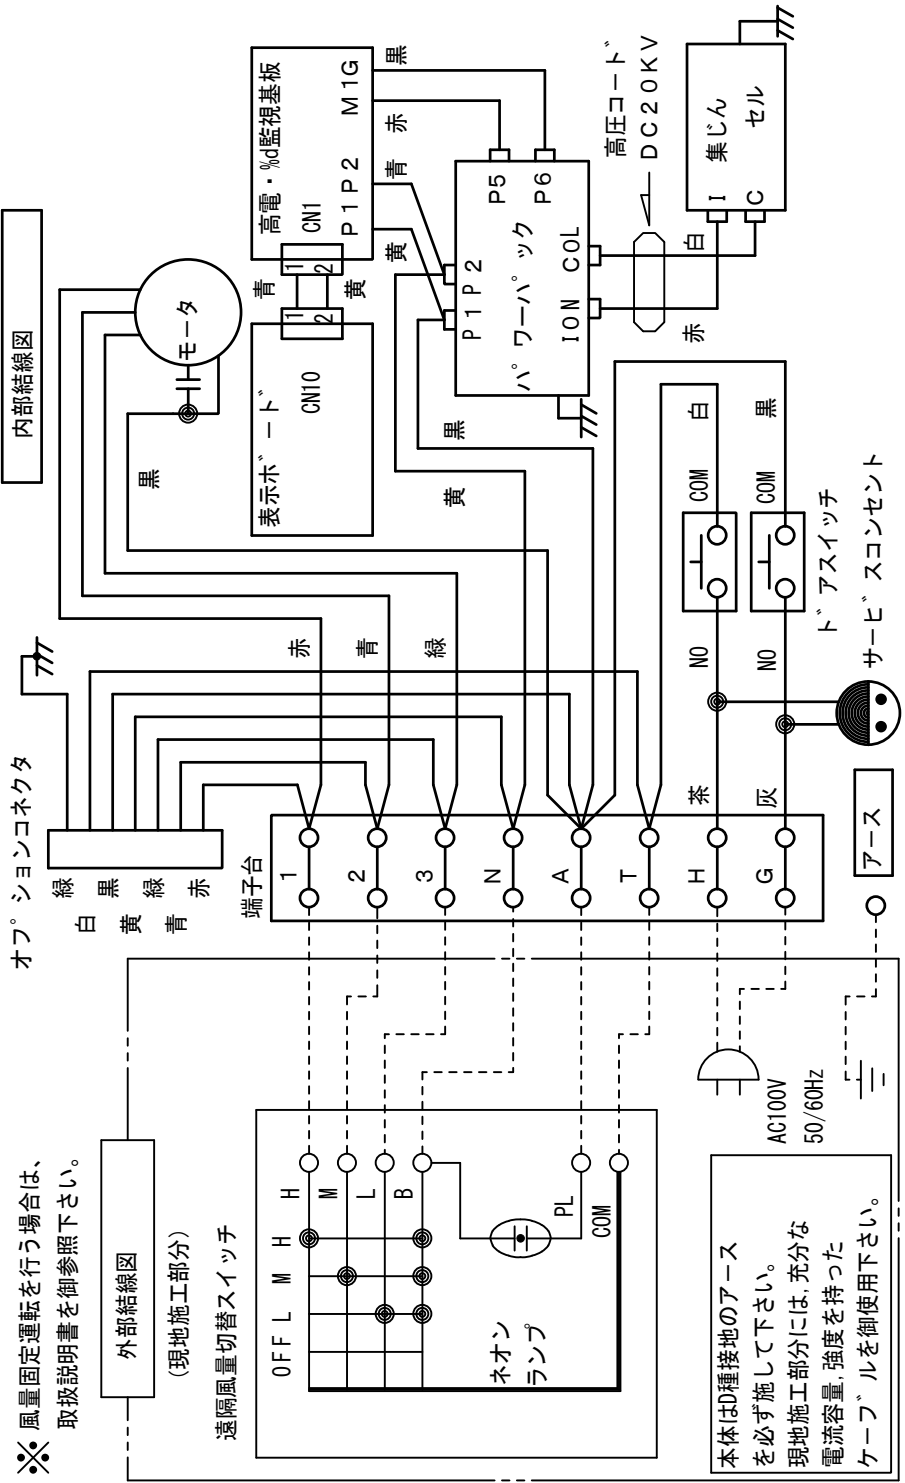 ※ 風量固定運転を行う場合は、
取扱説明書を御参照下さい。
外部結線図
(現地施工部分)
遠隔風量切替スイッチ
OFF L M H
H
M
L
B
PL
COM
ネオン
ランプ
AC100V
50/60Hz
本体はD種接地のアース
を必ず施して下さい。
現地施工部分には,充分な
電流容量,強度を持った
ケーブルを御使用下さい。
内部結線図
オプションコネクタ
緑
白
黒
黄
緑
青
赤
端子台
1
2
3
N
A
T
H
G
アース
赤
青
緑
黒
モータ
表示ボード
CN10
1
2
青
黄
高電・%d監視基板
CN1
1
2
P1
P2
M1G
黄
青
赤
黒
黒
黄
パワーパック
P1
P2
P5
P6
ION
COL
高圧コード
DC20KV
赤
白
集じん
セル
I
C
白
黒
COM
COM
NO
NO
茶
灰
ドアスイッチ
サービスコンセント